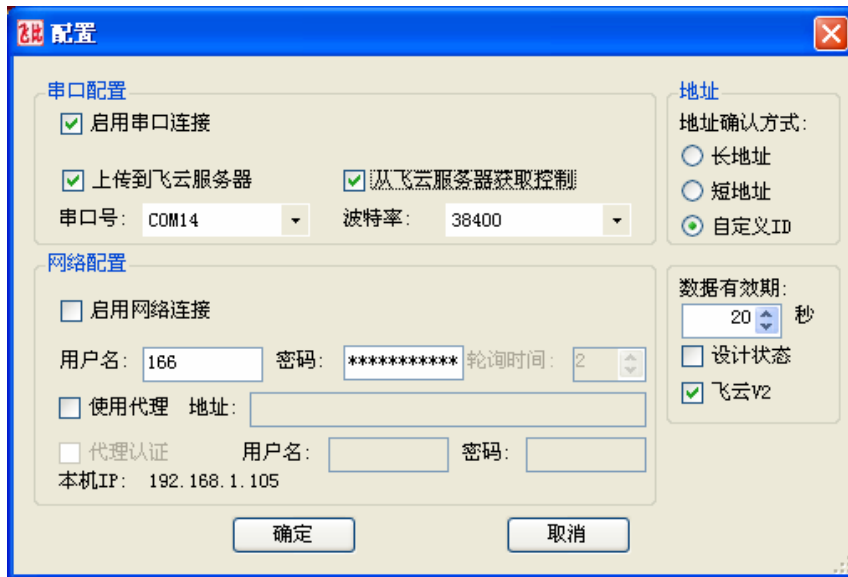 飞比 配置
串口配置
启用串口连接
上传到飞云服务器 从飞云服务器获取控制
串口号: COM14 波特率: 38400
网络配置
启用网络连接
用户名: 166 密码: *********** 轮询时间: 2
使用代理 地址:
代理认证 用户名: 密码:
本机IP: 192.168.1.105
地址
地址确认方式:
长地址
短地址
自定义ID
数据有效期:
20 秒
设计状态
飞云V2
确定 取消